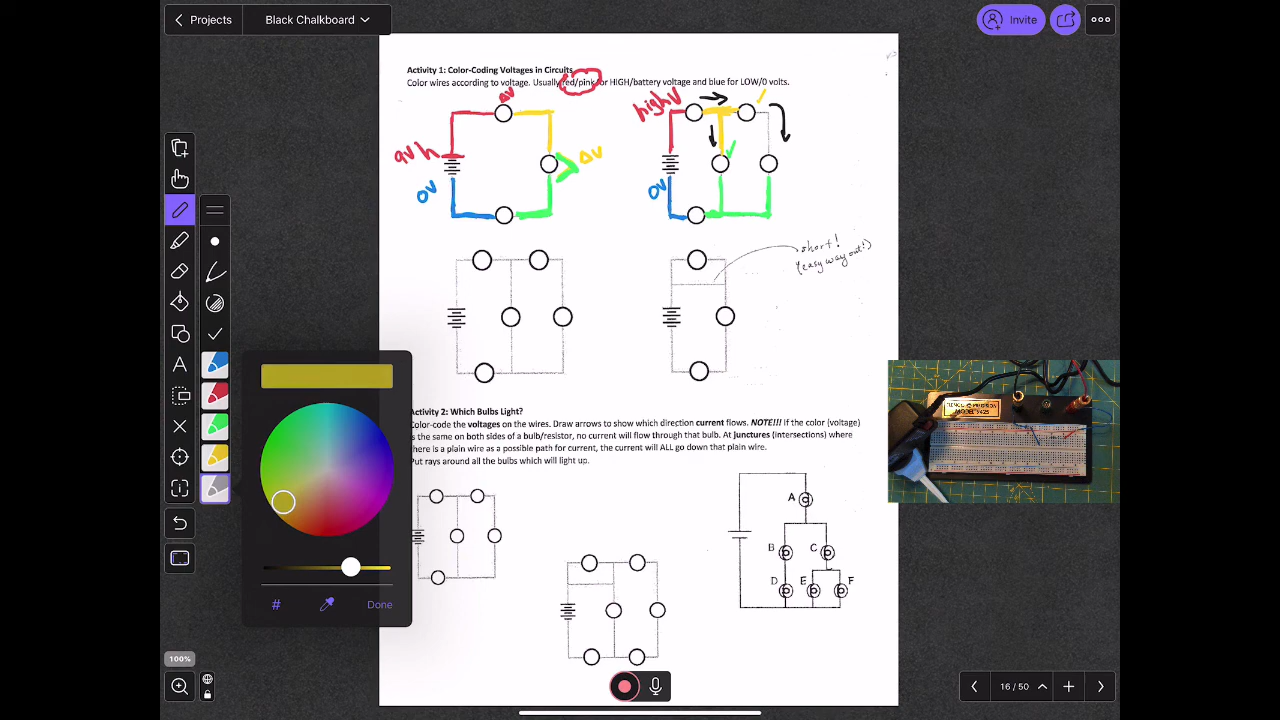 Projects
Black Chalkboard
Invite
Activity 1: Color-Coding Voltages in Circuits
Color wires according to voltage. Usually red/pink for HIGH/battery voltage and blue for LOW/0 volts.
ΔV
high V
9V h
ΔV
0V
0V
short!
(easy way out!)
Activity 2: Which Bulbs Light?
Color-code the voltages on the wires. Draw arrows to show which direction current flows. NOTE!!! If the color (voltage)
is the same on both sides of a bulb/resistor, no current will flow through that bulb. At junctures (intersections) where
there is a plain wire as a possible path for current, the current will ALL go down that plain wire.
Put rays around all the bulbs which will light up.
A
B
C
D
E
F
#
Done
A
100%
16 / 50
MODEL